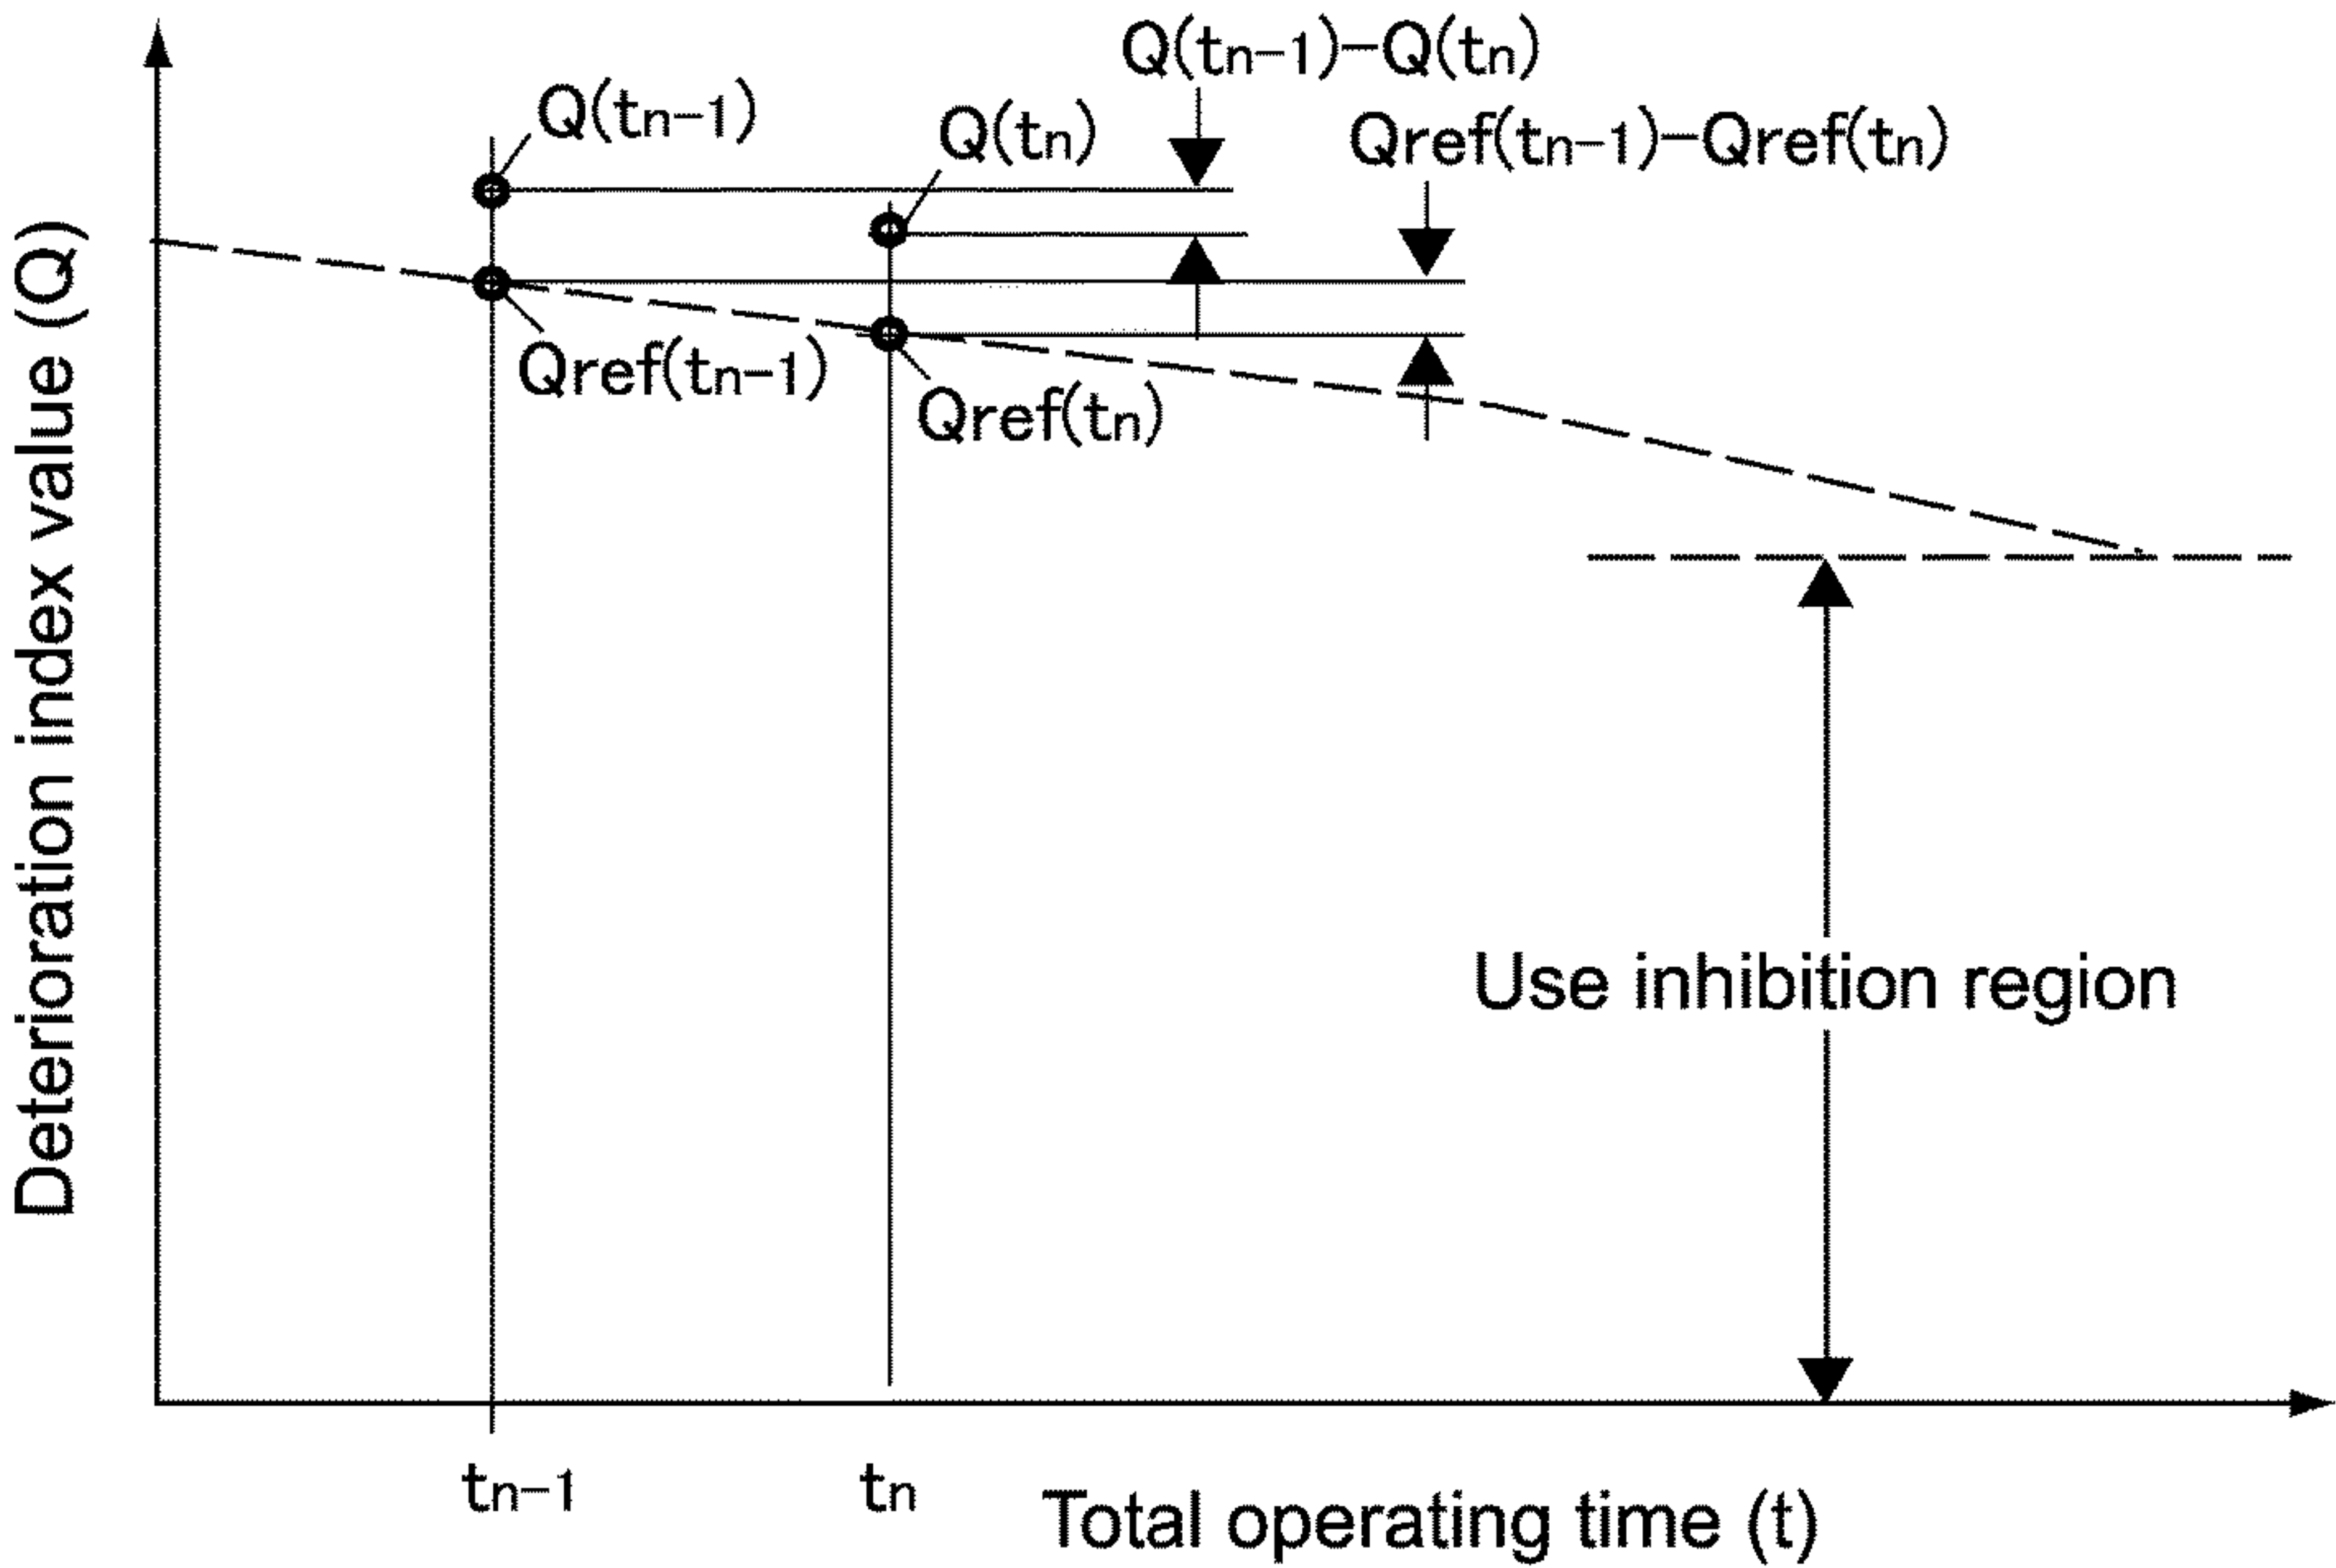 Q(tn-1)-Q(tn)
Q(tn-1)
Q(tn)
Qref(tn-1)-Qref(tn)
Qref(tn-1)
Qref(tn)
Deterioration index value (Q)
Use inhibition region
tn-1
tn
Total operating time (t)